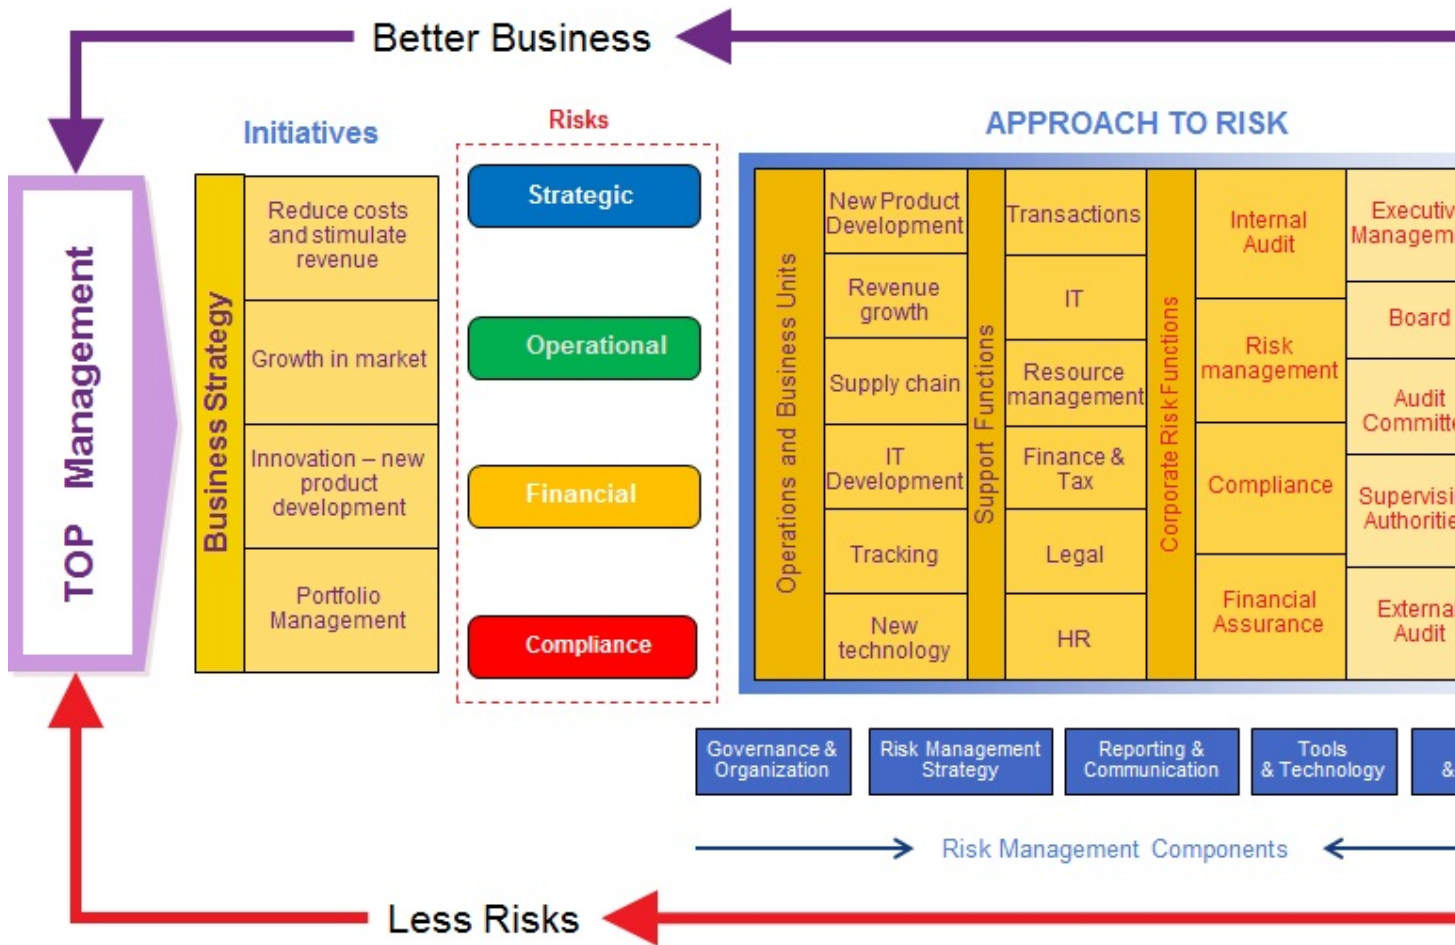 Better Business
Initiatives
Risks
APPROACH TO RISK
TOP Management
Business Strategy
Reduce costs
and stimulate
revenue
Growth in market
Innovation – new
product
development
Portfolio
Management
Strategic
Operational
Financial
Compliance
Operations and Business Units
New Product
Development
Revenue
growth
Supply chain
IT
Development
Tracking
New
technology
Support Functions
Transactions
IT
Resource
management
Finance &
Tax
Legal
HR
Corporate Risk Functions
Internal
Audit
Risk
management
Compliance
Financial
Assurance
Board
Audit
Audit
Governance &
Organization
Risk Management
Strategy
Reporting &
Communication
Tools
& Technology
&
Risk Management Components
Less Risks